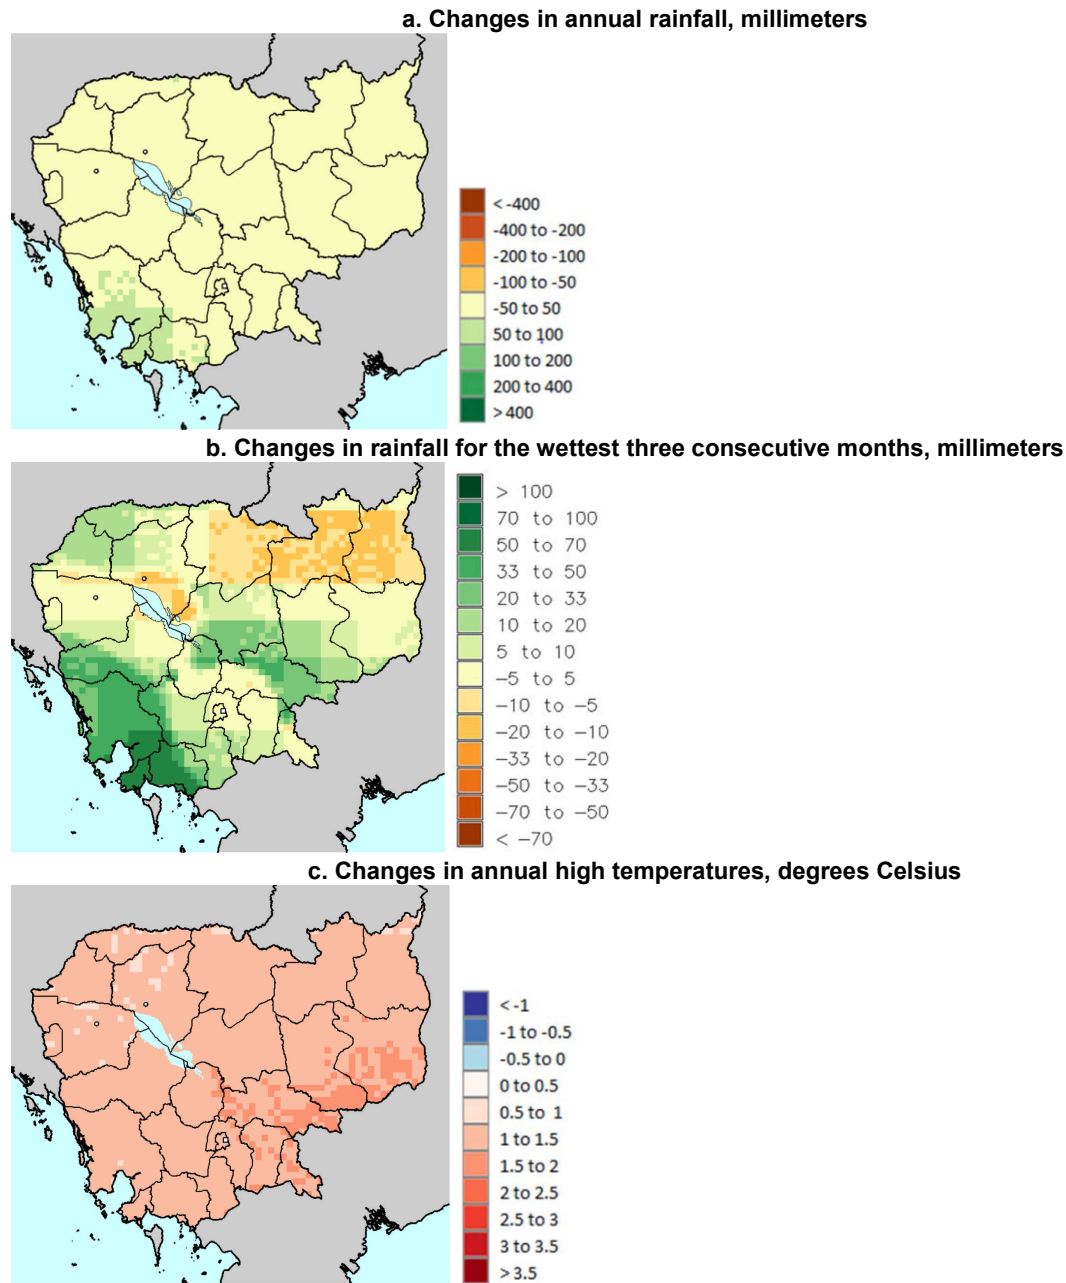 a. Changes in annual rainfall, millimeters
< -400
-400 to -200
-200 to -100
-100 to -50
-50 to 50
50 to 100
100 to 200
200 to 400
> 400
b. Changes in rainfall for the wettest three consecutive months, millimeters
> 100
70 to 100
50 to 70
33 to 50
20 to 33
10 to 20
5 to 10
−5 to 5
−10 to −5
−20 to −10
−33 to −20
−50 to −33
−70 to −50
< −70
c. Changes in annual high temperatures, degrees Celsius
< -1
-1 to -0.5
-0.5 to 0
0 to 0.5
0.5 to 1
1 to 1.5
1.5 to 2
2 to 2.5
2.5 to 3
3 to 3.5
> 3.5